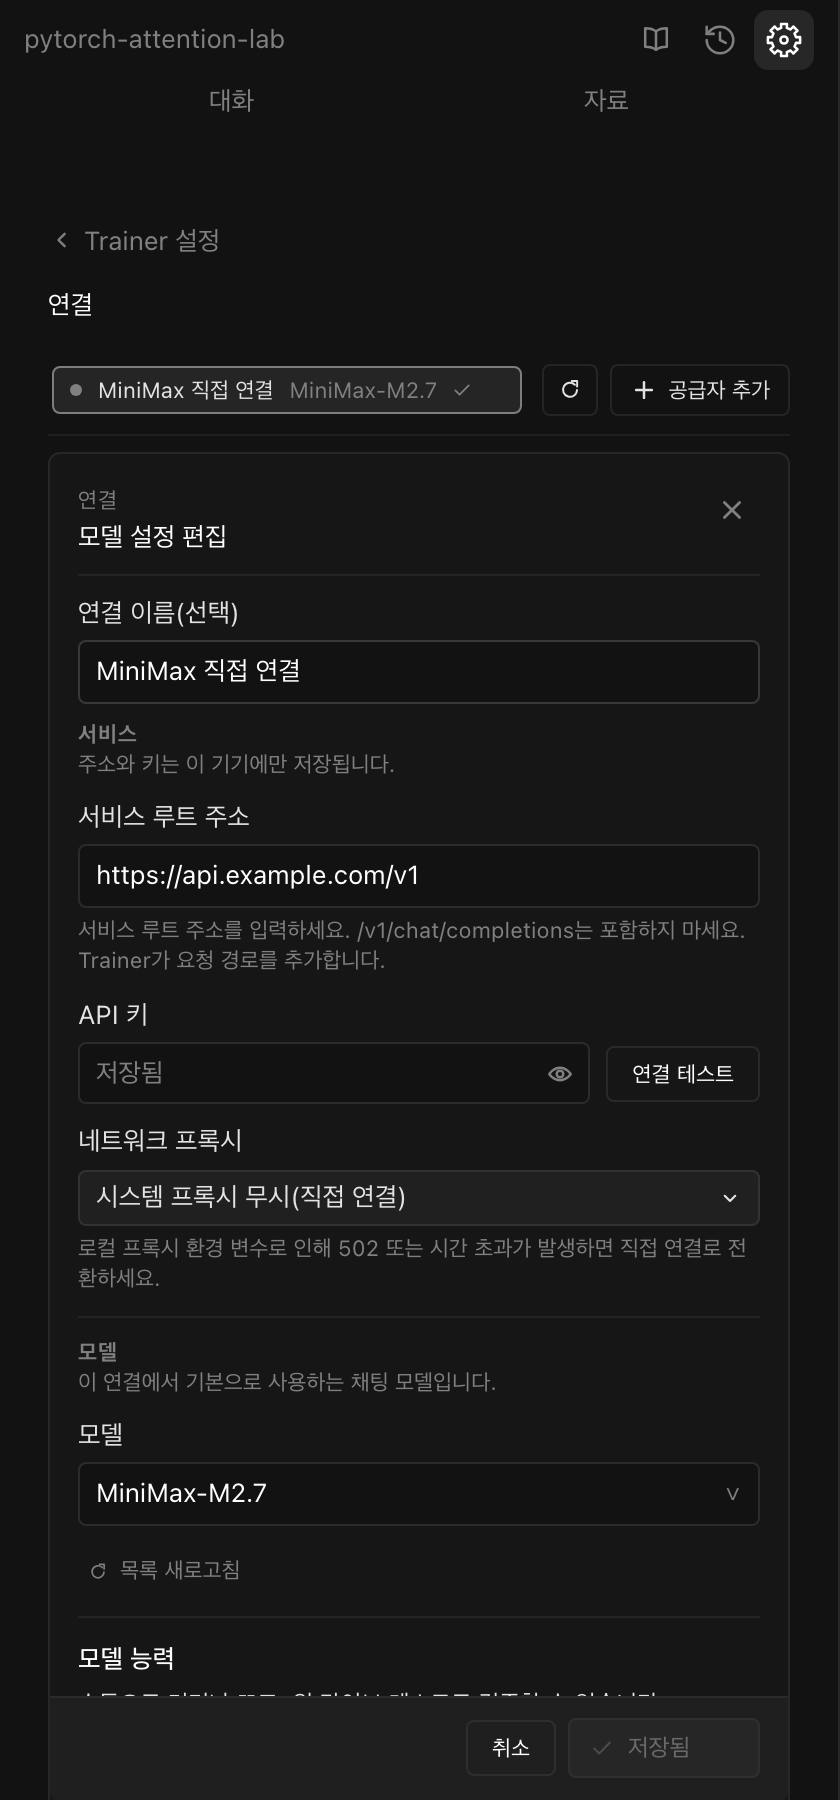 pytorch-attention-lab
대화
자료
Trainer 설정
연결
MiniMax 직접 연결 MiniMax-M2.7
공급자 추가
연결
모델 설정 편집
연결 이름(선택)
MiniMax 직접 연결
서비스
주소와 키는 이 기기에만 저장됩니다.
서비스 루트 주소
https://api.example.com/v1
서비스 루트 주소를 입력하세요. /v1/chat/completions는 포함하지 마세요.
Trainer가 요청 경로를 추가합니다.
API 키
저장됨
연결 테스트
네트워크 프록시
시스템 프록시 무시(직접 연결)
로컬 프록시 환경 변수로 인해 502 또는 시간 초과가 발생하면 직접 연결로 전
환하세요.
모델
이 연결에서 기본으로 사용하는 채팅 모델입니다.
모델
MiniMax-M2.7
목록 새로고침
모델 능력
취소
저장됨